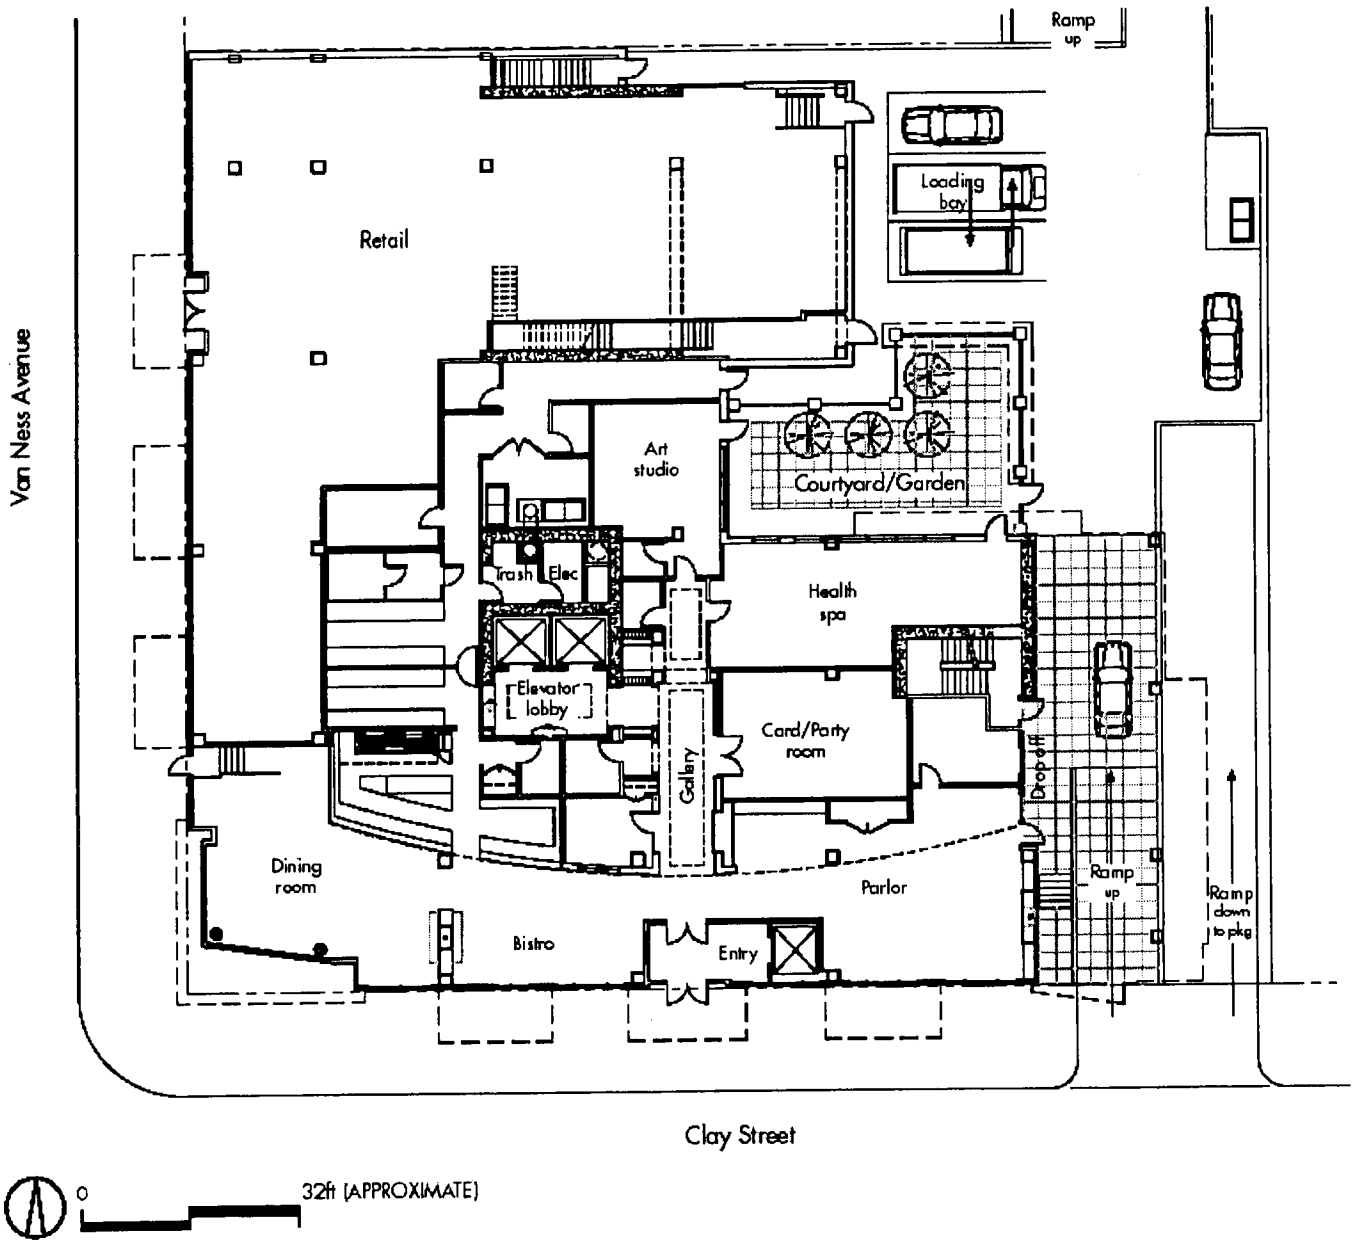 Ramp
up
Loading
bay
Retail
Van Ness Avenue
Art
studio
Courtyard/Garden
Trash
Elec
Health
spa
Elevator
lobby
Card/Party
room
Gallery
Drop off
Dining
room
Parlor
Ramp
up
Ramp
down
to pkg
Bistro
Entry
Clay Street
0
32ft (APPROXIMATE)